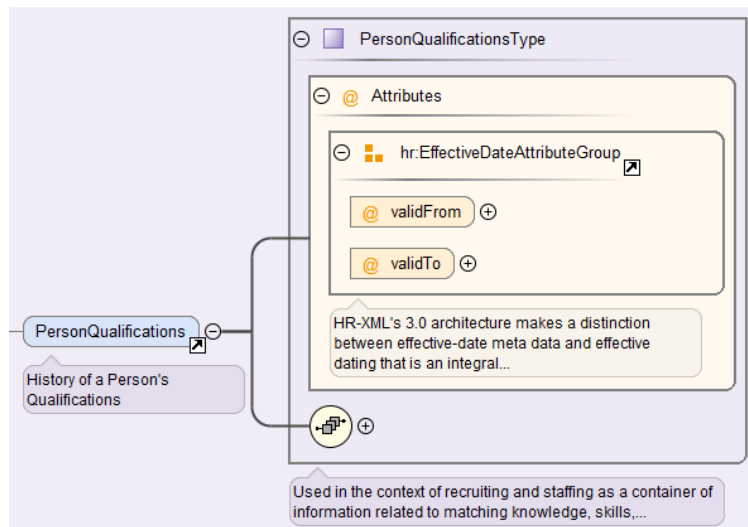 PersonQualificationsType
@ Attributes
hr:EffectiveDateAttributeGroup
@ validFrom
@ validTo
HR-XML's 3.0 architecture makes a distinction
between effective-date meta data and effective
dating that is an integral...
PersonQualifications
History of a Person's
Qualifications
Used in the context of recruiting and staffing as a container of
information related to matching knowledge, skills,...